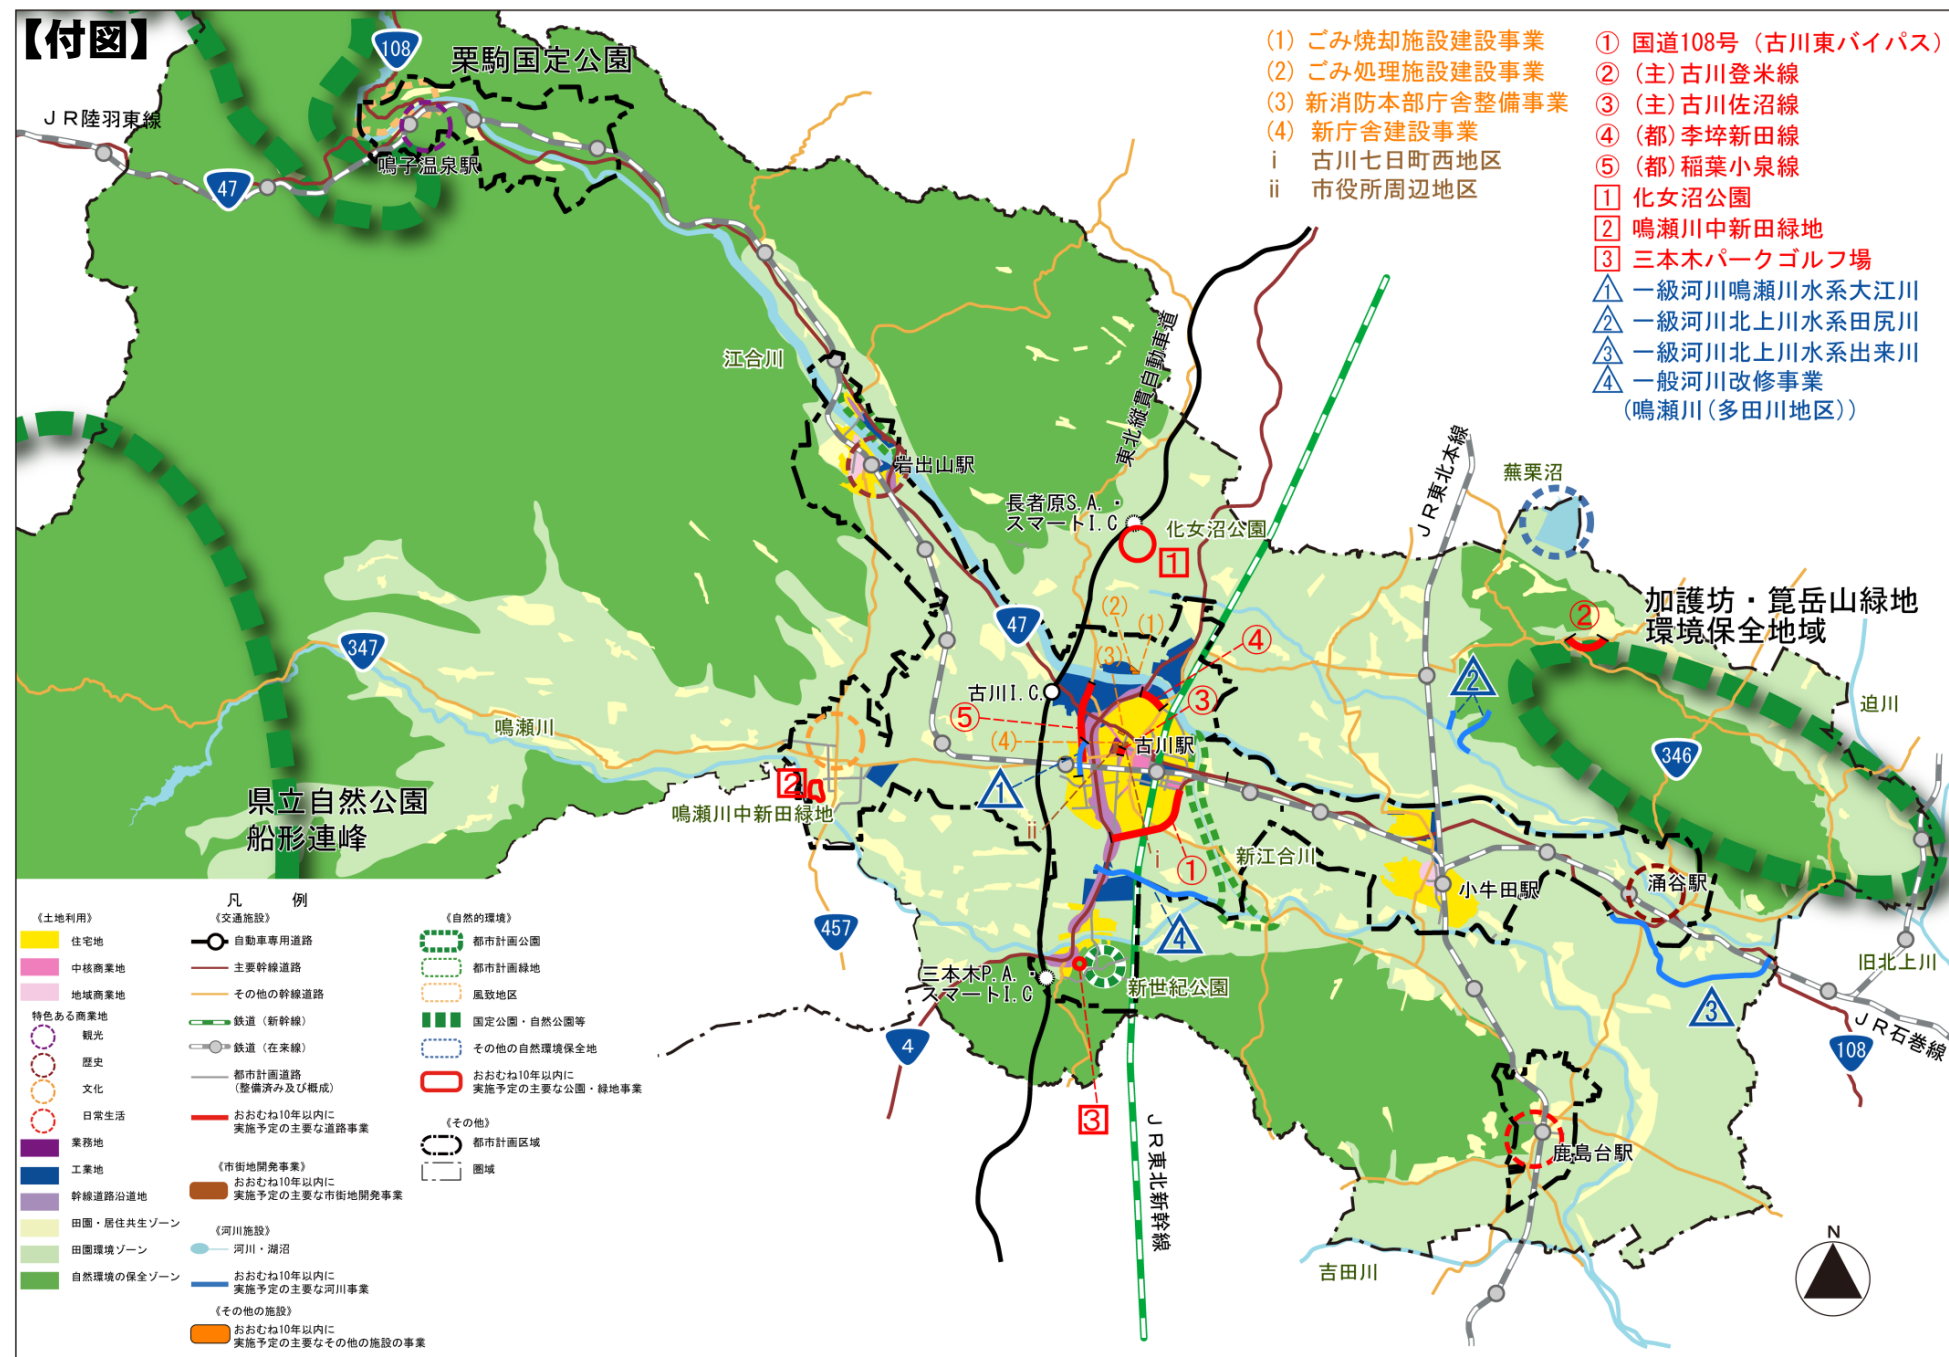 【付図】
108
栗駒国定公園
JR陸羽東線
鳴子温泉駅
47
(1) ごみ焼却施設建設事業
(2) ごみ処理施設建設事業
(3) 新消防本部庁舎整備事業
(4) 新庁舎建設事業
i 古川七日町西地区
ii 市役所周辺地区
① 国道108号（古川東バイパス）
② (主)古川登米線
③ (主)古川佐沼線
④ (都)李埣新田線
⑤ (都)稲葉小泉線
1 化女沼公園
2 鳴瀬川中新田緑地
3 三本木パークゴルフ場
1 一級河川鳴瀬川水系大江川
2 一級河川北上川水系田尻川
3 一級河川北上川水系出来川
4 一般河川改修事業
(鳴瀬川(多田川地区))
江合川
東北縦貫自動車道
岩出山駅
長者原S.A.・
スマートI.C
化女沼公園
1
JR東北本線
蕪栗沼
加護坊・箟岳山緑地
環境保全地域
②
(2)
(1)
(3)
47
④
347
古川I.C.
③
2
迫川
⑤
(4)
古川駅
鳴瀬川
346
2
1
県立自然公園
船形連峰
鳴瀬川中新田緑地
ii
i
①
新江合川
小牛田駅
涌谷駅
457
4
旧北上川
三本木P.A.・
スマートI.C
新世紀公園
3
JR石巻線
4
108
3
JR東北新幹線
鹿島台駅
吉田川
N
凡 例
《土地利用》
住宅地
中核商業地
地域商業地
特色ある商業地
観光
歴史
文化
日常生活
業務地
工業地
幹線道路沿道地
田園・居住共生ゾーン
田園環境ゾーン
自然環境の保全ゾーン
《交通施設》
自動車専用道路
主要幹線道路
その他の幹線道路
鉄道（新幹線）
鉄道（在来線）
都市計画道路
(整備済み及び概成)
おおむね10年以内に
実施予定の主要な道路事業
《市街地開発事業》
おおむね10年以内に
実施予定の主要な市街地開発事業
《河川施設》
河川・湖沼
おおむね10年以内に
実施予定の主要な河川事業
《その他の施設》
おおむね10年以内に
実施予定の主要なその他の施設の事業
《自然的環境》
都市計画公園
都市計画緑地
風致地区
国定公園・自然公園等
その他の自然環境保全地
おおむね10年以内に
実施予定の主要な公園・緑地事業
《その他》
都市計画区域
圏域